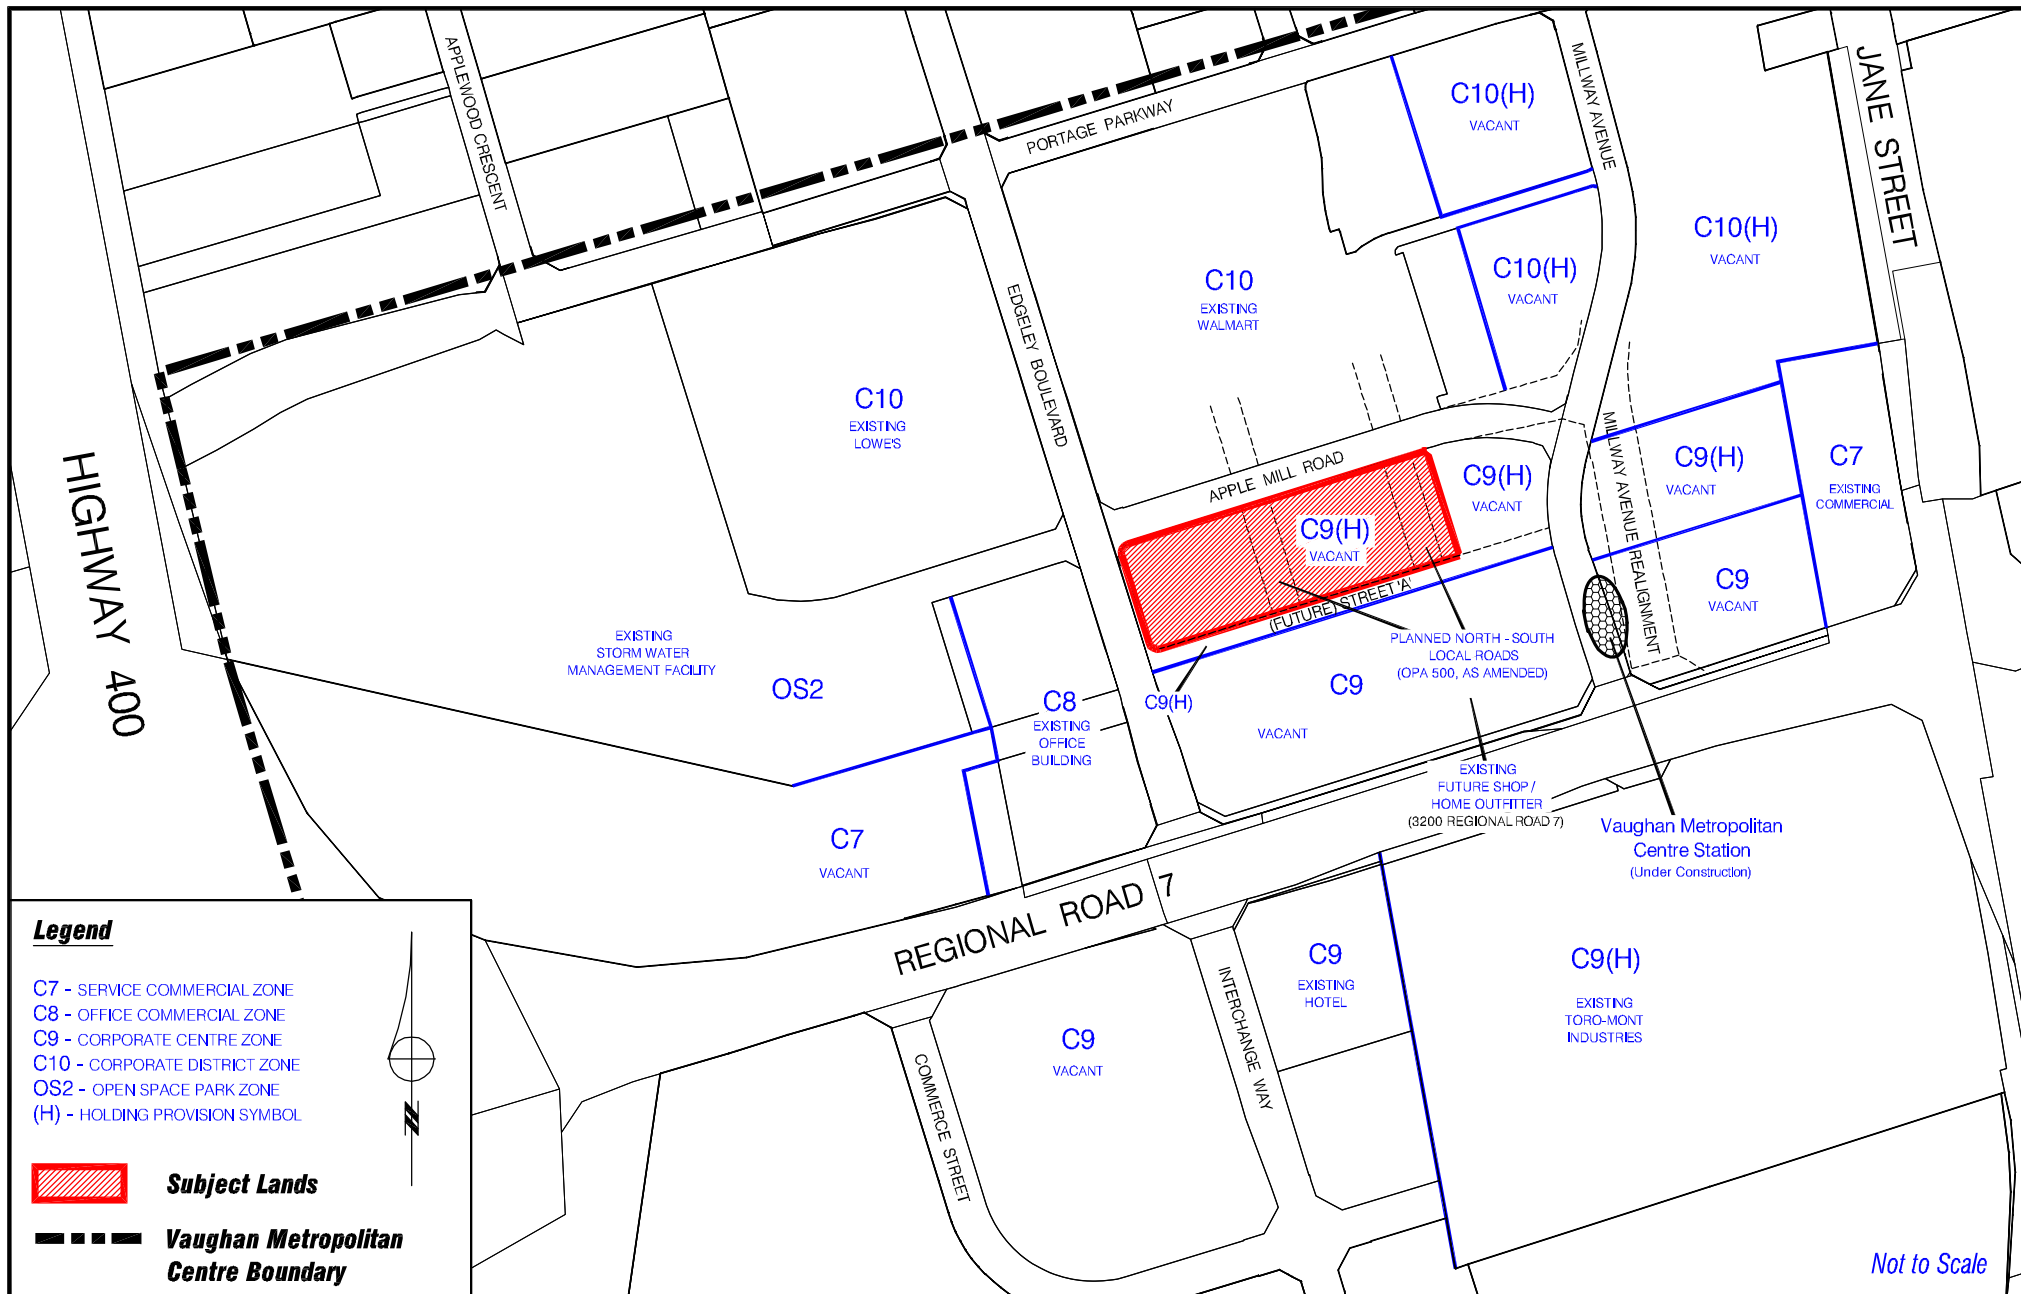 APPLEWOOD CRESCENT
PORTAGE PARKWAY
MILLWAY AVENUE
JANE STREET
C10(H)
VACANT
C10(H)
VACANT
C10(H)
VACANT
C10
EXISTING
WALMART
EDGELEY BOULEVARD
C10
EXISTING
LOWE'S
HIGHWAY 400
APPLE MILL ROAD
C9(H)
VACANT
C9(H)
VACANT
MILLWAY AVENUE REALIGNMENT
C9(H)
VACANT
C7
EXISTING
COMMERCIAL
C9
VACANT
(FUTURE) STREET 'A'
PLANNED NORTH - SOUTH
LOCAL ROADS
(OPA 500, AS AMENDED)
EXISTING
STORM WATER
MANAGEMENT FACILITY
OS2
C8
EXISTING
OFFICE
BUILDING
C9(H)
C9
VACANT
EXISTING
FUTURE SHOP /
HOME OUTFITTER
(3200 REGIONAL ROAD 7)
Vaughan Metropolitan
Centre Station
(Under Construction)
C7
VACANT
REGIONAL ROAD 7
C9
EXISTING
HOTEL
C9(H)
EXISTING
TORO-MONT
INDUSTRIES
INTERCHANGE WAY
C9
VACANT
COMMERCE STREET
Legend
C7 - SERVICE COMMERCIAL ZONE
C8 - OFFICE COMMERCIAL ZONE
C9 - CORPORATE CENTRE ZONE
C10 - CORPORATE DISTRICT ZONE
OS2 - OPEN SPACE PARK ZONE
(H) - HOLDING PROVISION SYMBOL
N
Subject Lands
Vaughan Metropolitan
Centre Boundary
Not to Scale